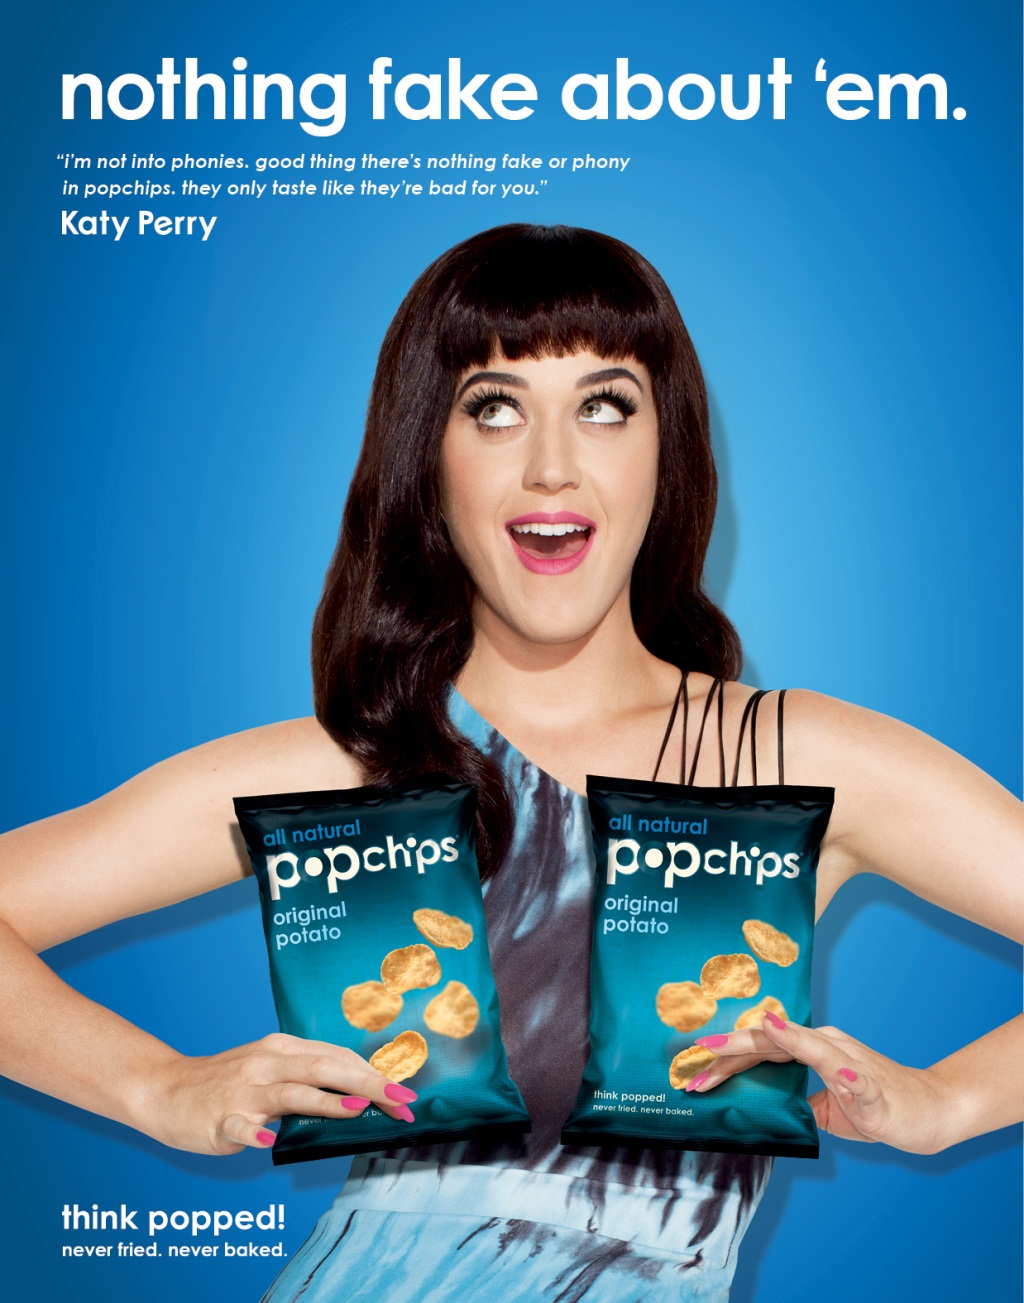 nothing fake about ‘em.
“i’m not into phonies. good thing there’s nothing fake or phony
in popchips. they only taste like they’re bad for you.”
Katy Perry
all natural
popchips
original
potato
never
all natural
popchips
original
potato
think popped!
never fried. never baked.
think popped!
never fried. never baked.